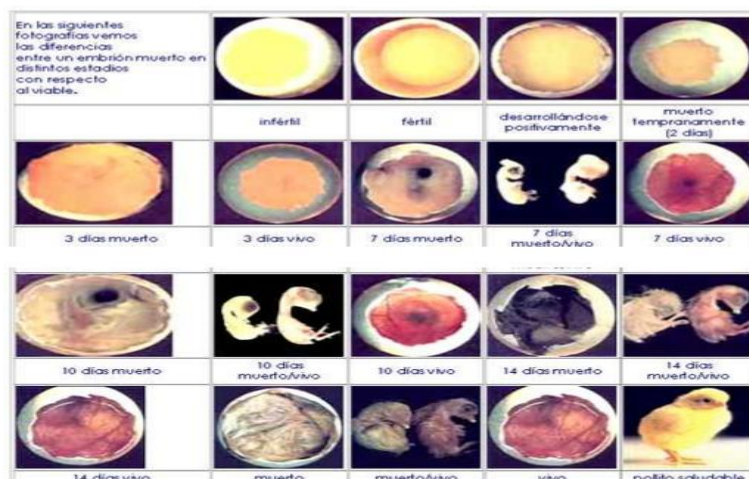 En las siguientes
fotografías vemos
las diferencias
entre un embrión muerto en
distintos estadios
con respecto
al viable.
infértil
fértil
desarrollándose
positivamente
muerto
tempranamente
(2 días)
3 días muerto
3 días vivo
7 días muerto
7 días
muerto/vivo
7 días vivo
10 días muerto
10 días
muerto/vivo
10 días vivo
14 días muerto
14 días
muerto/vivo
14 días vivo
muerto
muerto/vivo
vivo
pollito saludable